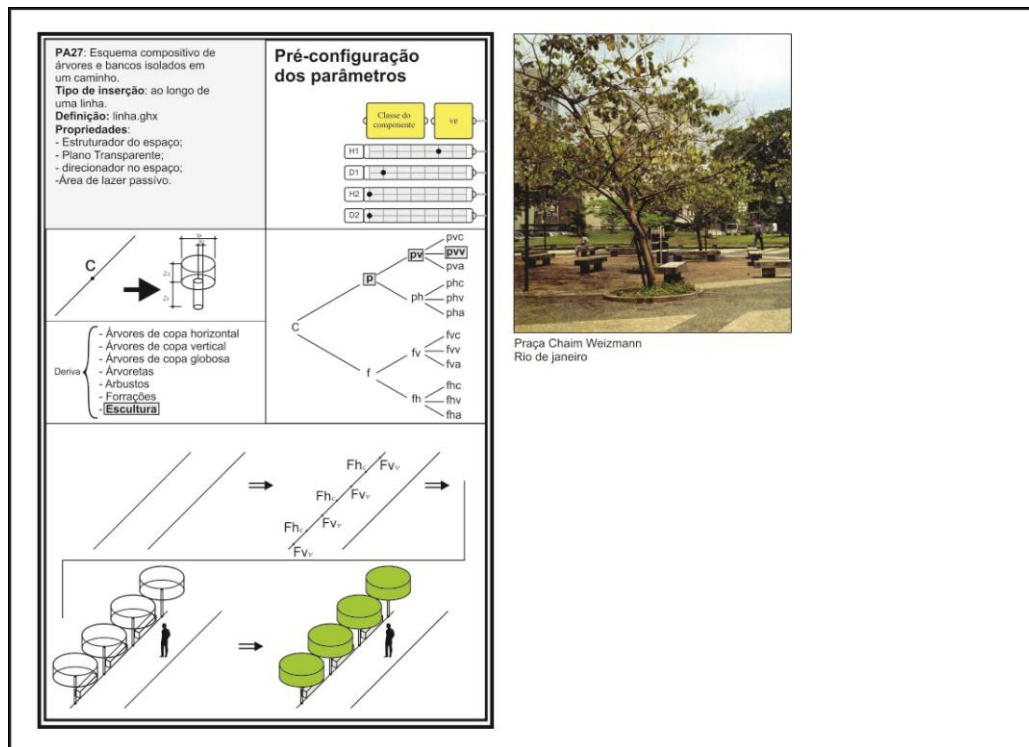 PA27: Esquema compositivo de
árvores e bancos isolados em
um caminho.
Tipo de inserção: ao longo de
uma linha.
Definição: linha.ghx
Propriedades:
- Estruturador do espaço;
- Plano Transparente;
- direcionador no espaço;
-Área de lazer passívo.
Pré-configuração
dos parâmetros
Classe do
componente
ve
H1
D1
H2
D2
C
Deriva
- Árvores de copa horizontal
- Árvores de copa vertical
- Árvores de copa globosa
- Árvoretas
- Arbustos
- Forrações
- Escultura
C
p
f
pv
ph
fv
fh
pvc
pvv
pva
phc
phv
pha
fvc
fvv
fva
fhc
fhv
fha
Fhc
Fvv
Fhc
Fvv
Fhc
Fvv
Fvv
Praça Chaim Weizmann
Rio de janeiro